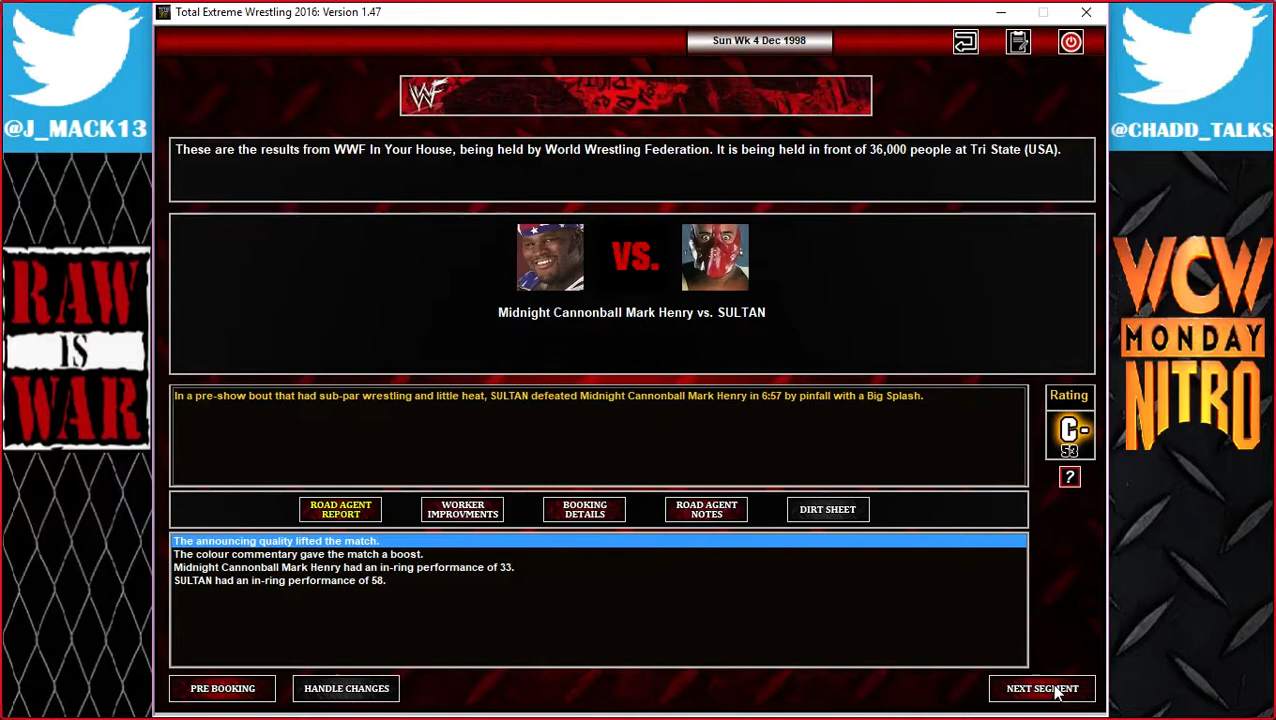 Total Extreme Wrestling 2016: Version 1.47
Sun Wk 4 Dec 1998
@J_MACK13
@CHADD_TALKS
WF
These are the results from WWF In Your House, being held by World Wrestling Federation. It is being held in front of 36,000 people at Tri State (USA).
VS.
Midnight Cannonball Mark Henry vs. SULTAN
RAW
IS
WAR
WCW
MONDAY
NITRO
In a pre-show bout that had sub-par wrestling and little heat, SULTAN defeated Midnight Cannonball Mark Henry in 6:57 by pinfall with a Big Splash.
Rating
C-
53
?
ROAD AGENT
REPORT
WORKER
IMPROVMENTS
BOOKING
DETAILS
ROAD AGENT
NOTES
DIRT SHEET
The announcing quality lifted the match.
The colour commentary gave the match a boost.
Midnight Cannonball Mark Henry had an in-ring performance of 33.
SULTAN had an in-ring performance of 58.
PRE BOOKING
HANDLE CHANGES
NEXT SEGMENT